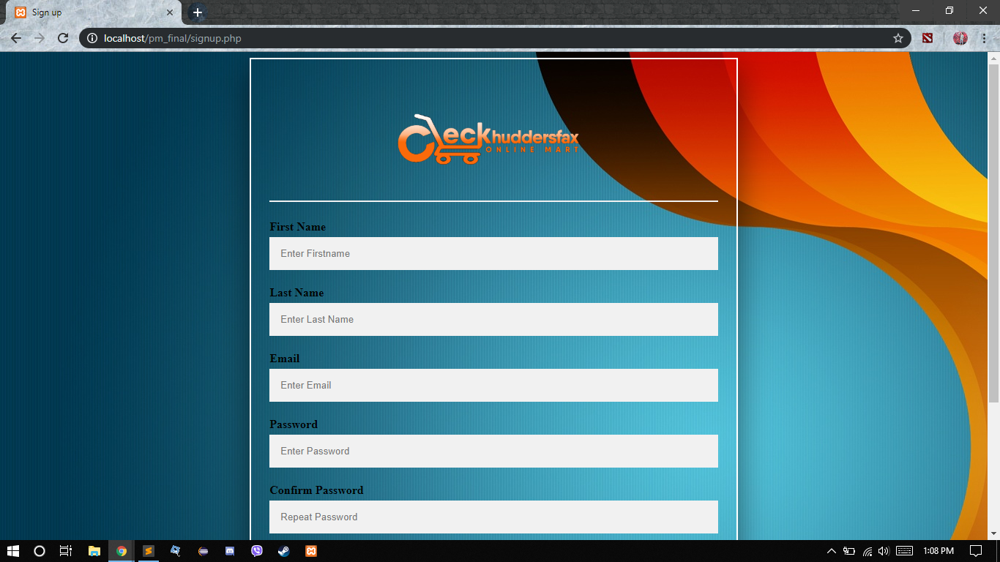 Sign up
localhost/pm_final/signup.php
Checkhuddersfax
ONLINE MART
First Name
Enter Firstname
Last Name
Enter Last Name
Email
Enter Email
Password
Enter Password
Confirm Password
Repeat Password
1:08 PM